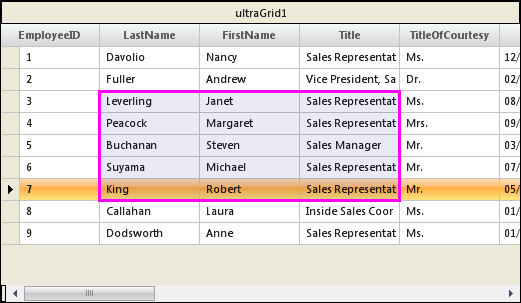 ultraGrid1
EmployeeID LastName FirstName Title TitleOfCourtesy
1 Davolio Nancy Sales Representat Ms. 12/
2 Fuller Andrew Vice President, Sa Dr. 02/
3 Leverling Janet Sales Representat Ms. 08/
4 Peacock Margaret Sales Representat Mrs. 09/
5 Buchanan Steven Sales Manager Mr. 03/
6 Suyama Michael Sales Representat Mr. 07/
7 King Robert Sales Representat Mr. 05/
8 Callahan Laura Inside Sales Coor Ms. 01/
9 Dodsworth Anne Sales Representat Ms. 01/